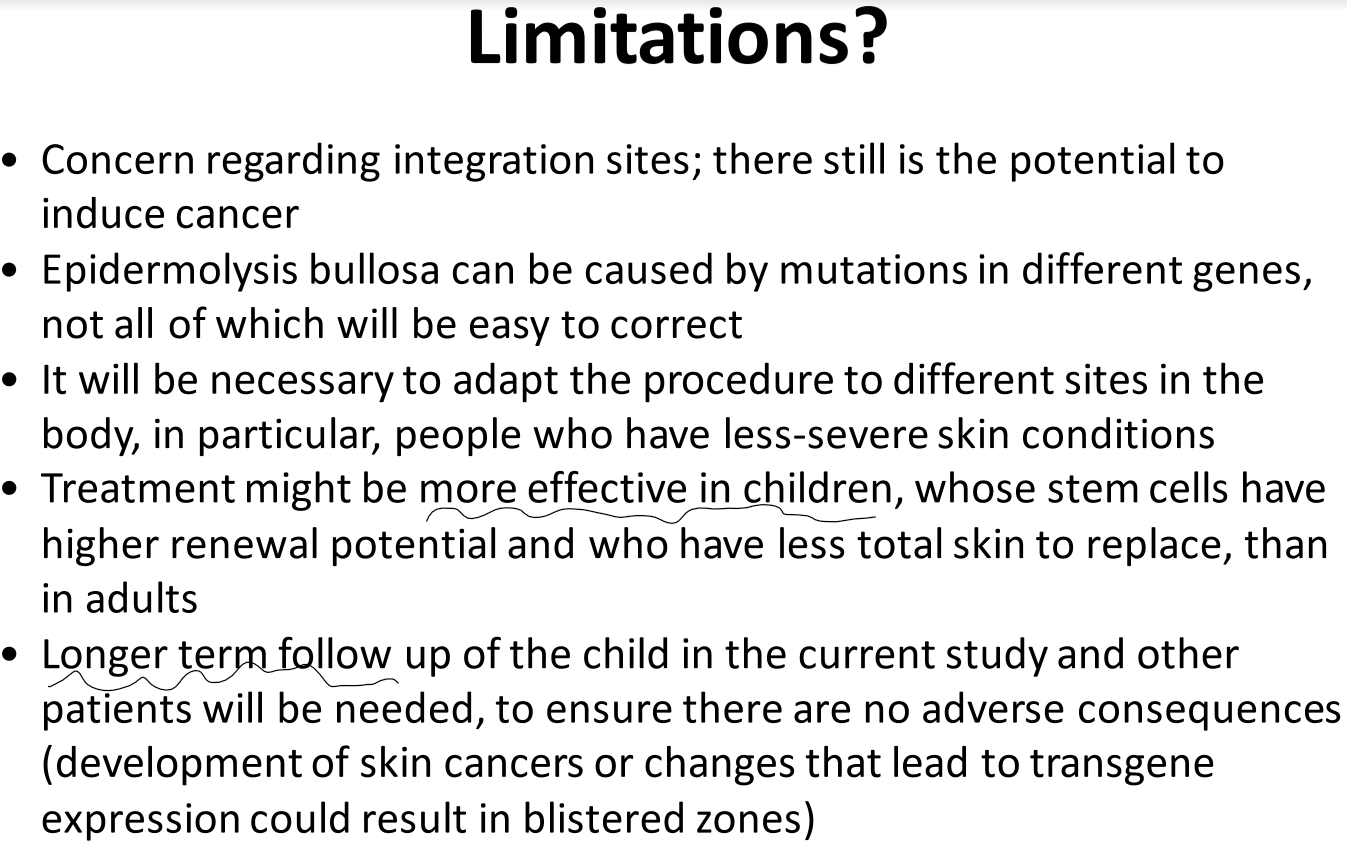 Limitations?
• Concern regarding integration sites; there still is the potential to
induce cancer
• Epidermolysis bullosa can be caused by mutations in different genes,
not all of which will be easy to correct
• It will be necessary to adapt the procedure to different sites in the
body, in particular, people who have less-severe skin conditions
• Treatment might be more effective in children, whose stem cells have
higher renewal potential and who have less total skin to replace, than
in adults
• Longer term follow up of the child in the current study and other
patients will be needed, to ensure there are no adverse consequences
(development of skin cancers or changes that lead to transgene
expression could result in blistered zones)